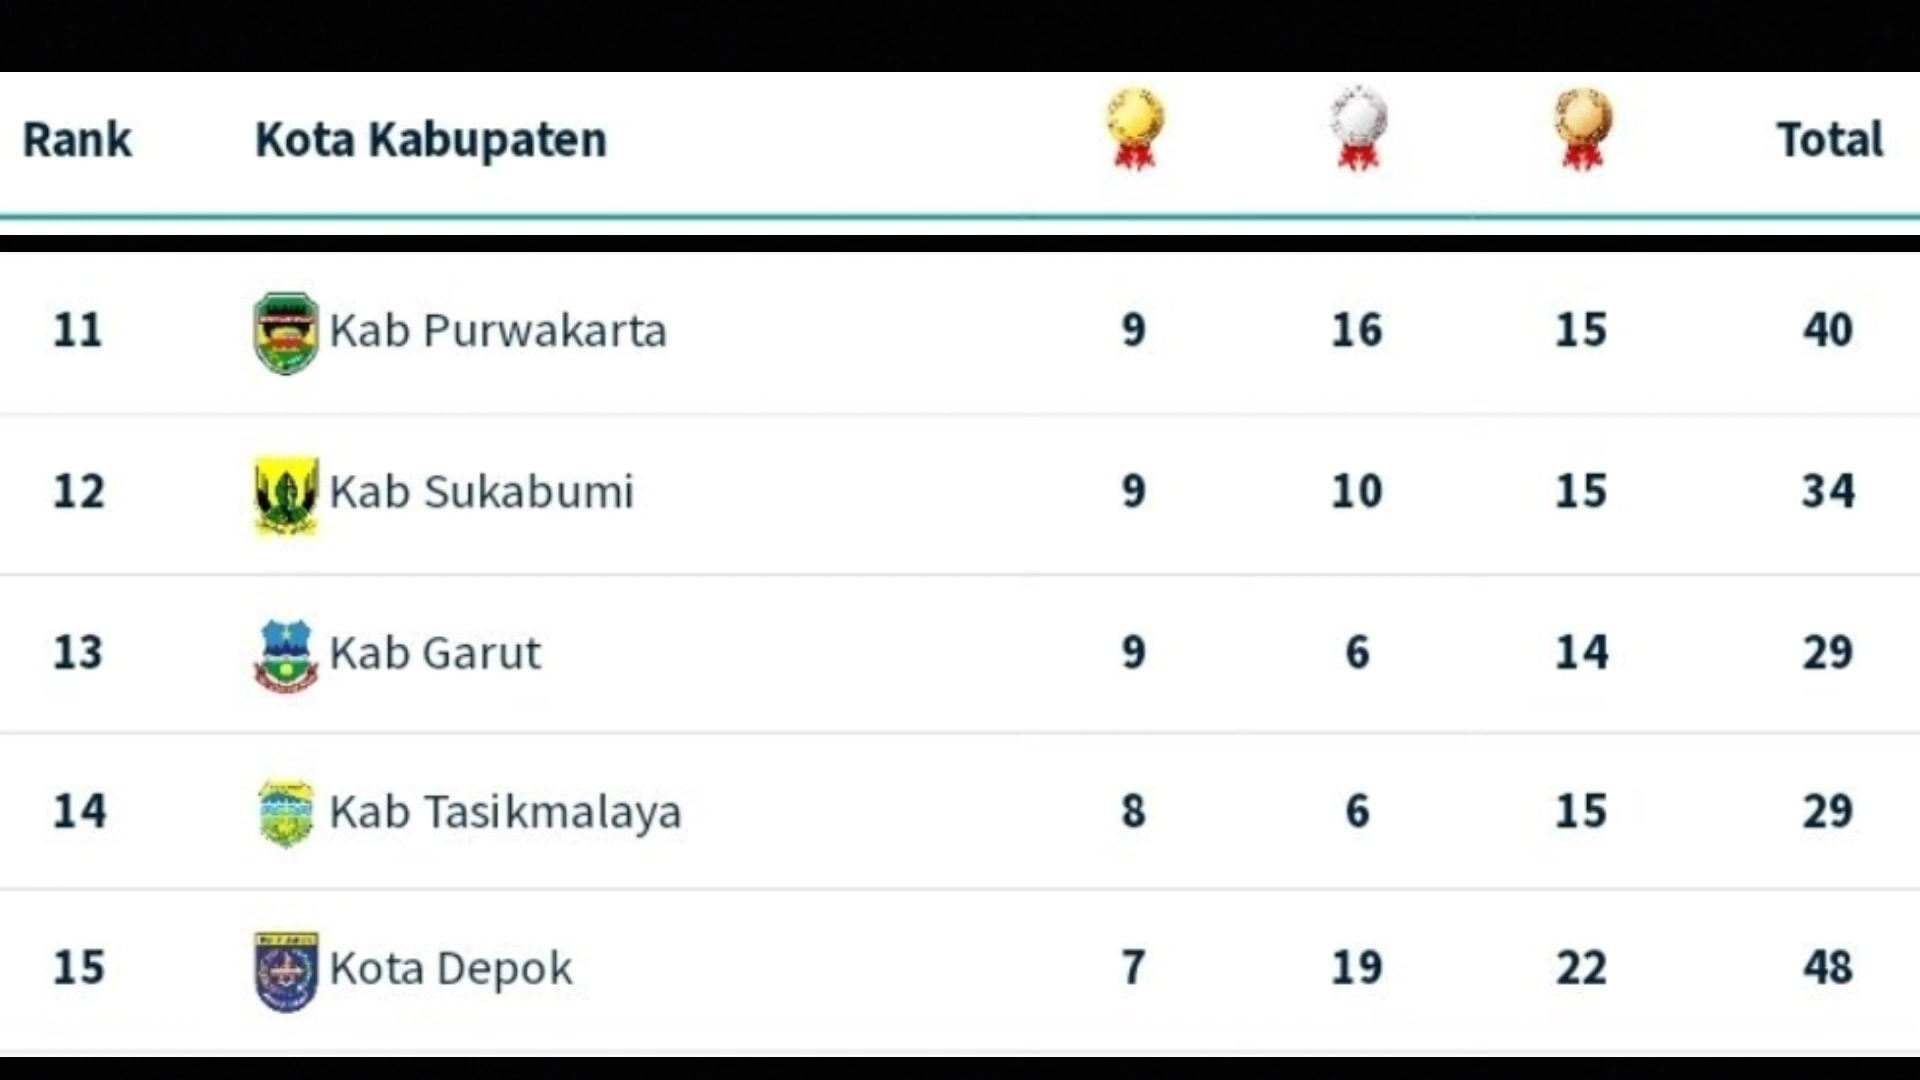 Rank Kota Kabupaten Total
11 Kab Purwakarta 9 16 15 40
12 Kab Sukabumi 9 10 15 34
13 Kab Garut 9 6 14 29
14 Kab Tasikmalaya 8 6 15 29
15 Kota Depok 7 19 22 48